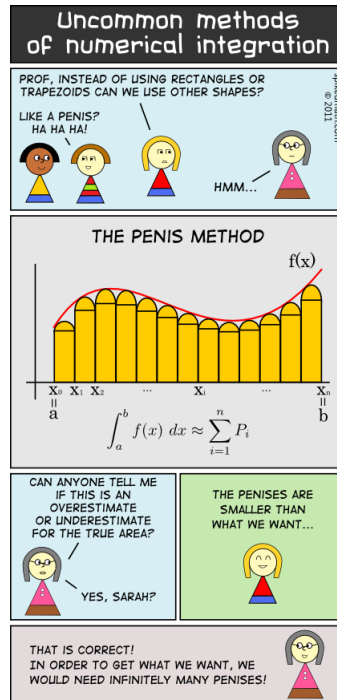 Uncommon methods
of numerical integration
PROF, INSTEAD OF USING RECTANGLES OR
TRAPEZOIDS CAN WE USE OTHER SHAPES?
© 2011
LIKE A PENIS?
HA HA HA!
HMM...
THE PENIS METHOD
f(x)
x₀ x₁ x₂ ... xᵢ ... xₙ
= =
a b
∫ₐᵇ f(x) dx ≈ ∑ᵢ₌₁ⁿ Pᵢ
CAN ANYONE TELL ME
IF THIS IS AN
OVERESTIMATE
OR UNDERESTIMATE
FOR THE TRUE AREA?
YES, SARAH?
THE PENISES ARE
SMALLER THAN
WHAT WE WANT...
THAT IS CORRECT!
IN ORDER TO GET WHAT WE WANT, WE
WOULD NEED INFINITELY MANY PENISES!